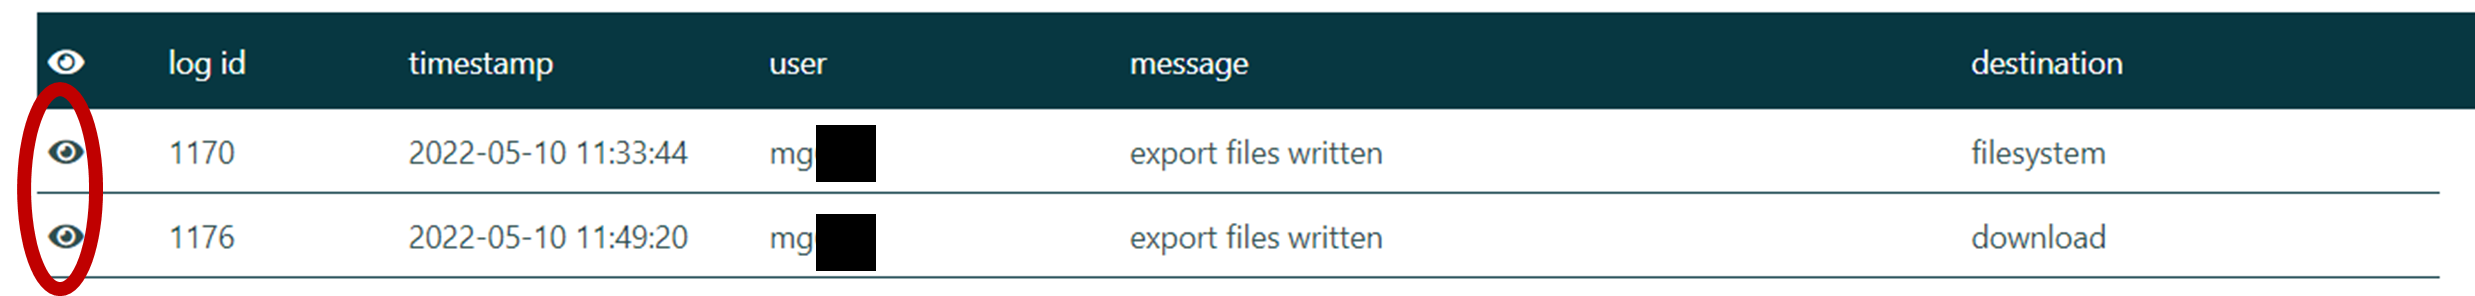 log id timestamp user message destination
1170 2022-05-10 11:33:44 mg export files written filesystem
1176 2022-05-10 11:49:20 mg export files written download